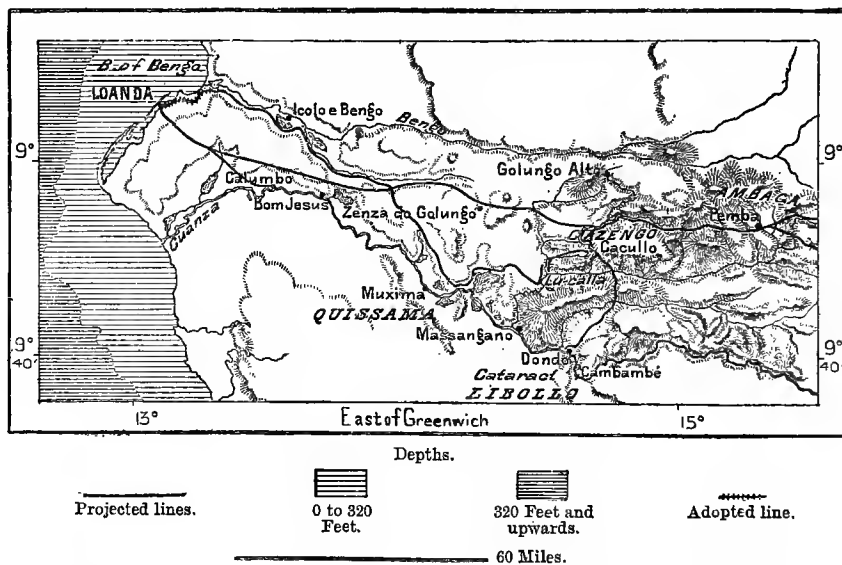 B. of Benga
LOANDA
Icolo e Bengo
Bengo
9°
9°
Golungo Alto
AMBACA
Calumbo
Bom Jesus
Zenza do Golungo
Pemba
Cuanza
CAZENGO
Cacullo
Lucalla
Muxima
QUISSAMA
Massangano
9°
40'
9°
40'
Dondo
Cambambé
Cataract
LIBOLLO
13°
East of Greenwich
15°
Depths.
Projected lines.
0 to 320
Feet.
320 Feet and
upwards.
Adopted line.
60 Miles.